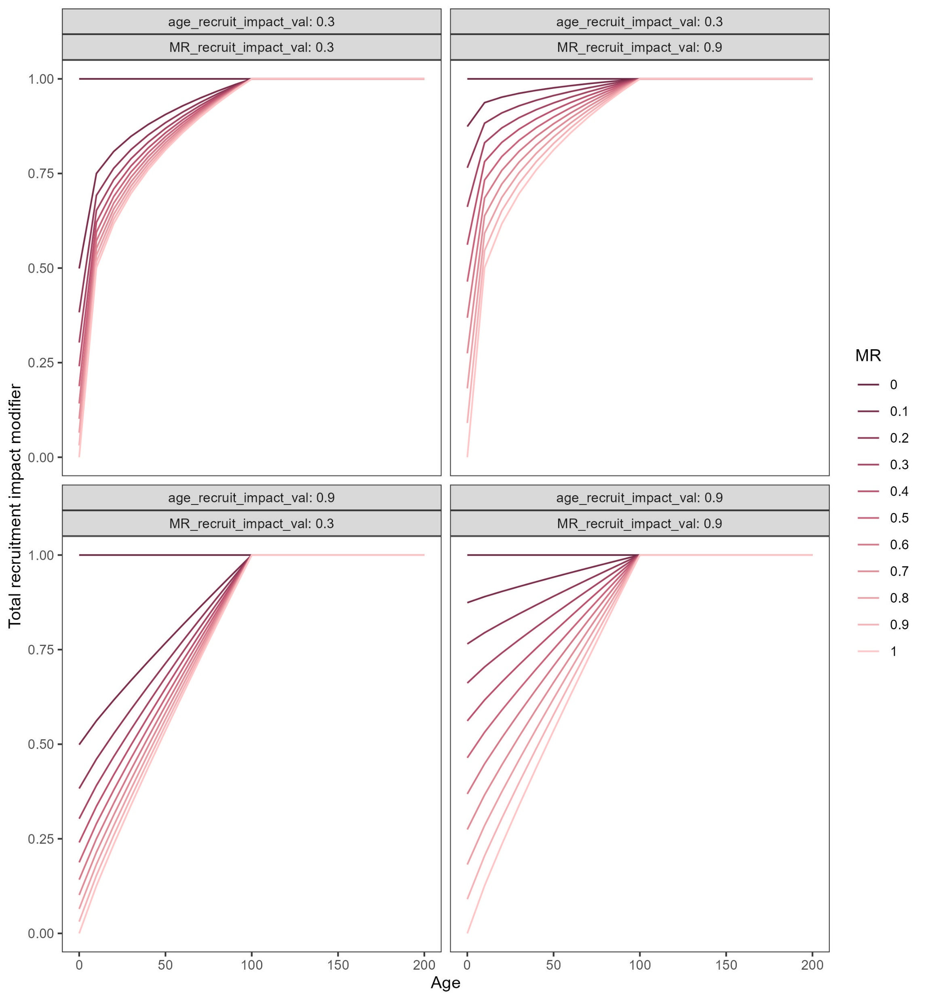 age_recruit_impact_val: 0.3
MR_recruit_impact_val: 0.3
age_recruit_impact_val: 0.3
MR_recruit_impact_val: 0.9
1.00
0.75
0.50
0.25
0.00
age_recruit_impact_val: 0.9
MR_recruit_impact_val: 0.3
age_recruit_impact_val: 0.9
MR_recruit_impact_val: 0.9
1.00
0.75
0.50
0.25
0.00
0 50 100 150 200
0 50 100 150 200
Age
Total recruitment impact modifier
MR
0
0.1
0.2
0.3
0.4
0.5
0.6
0.7
0.8
0.9
1